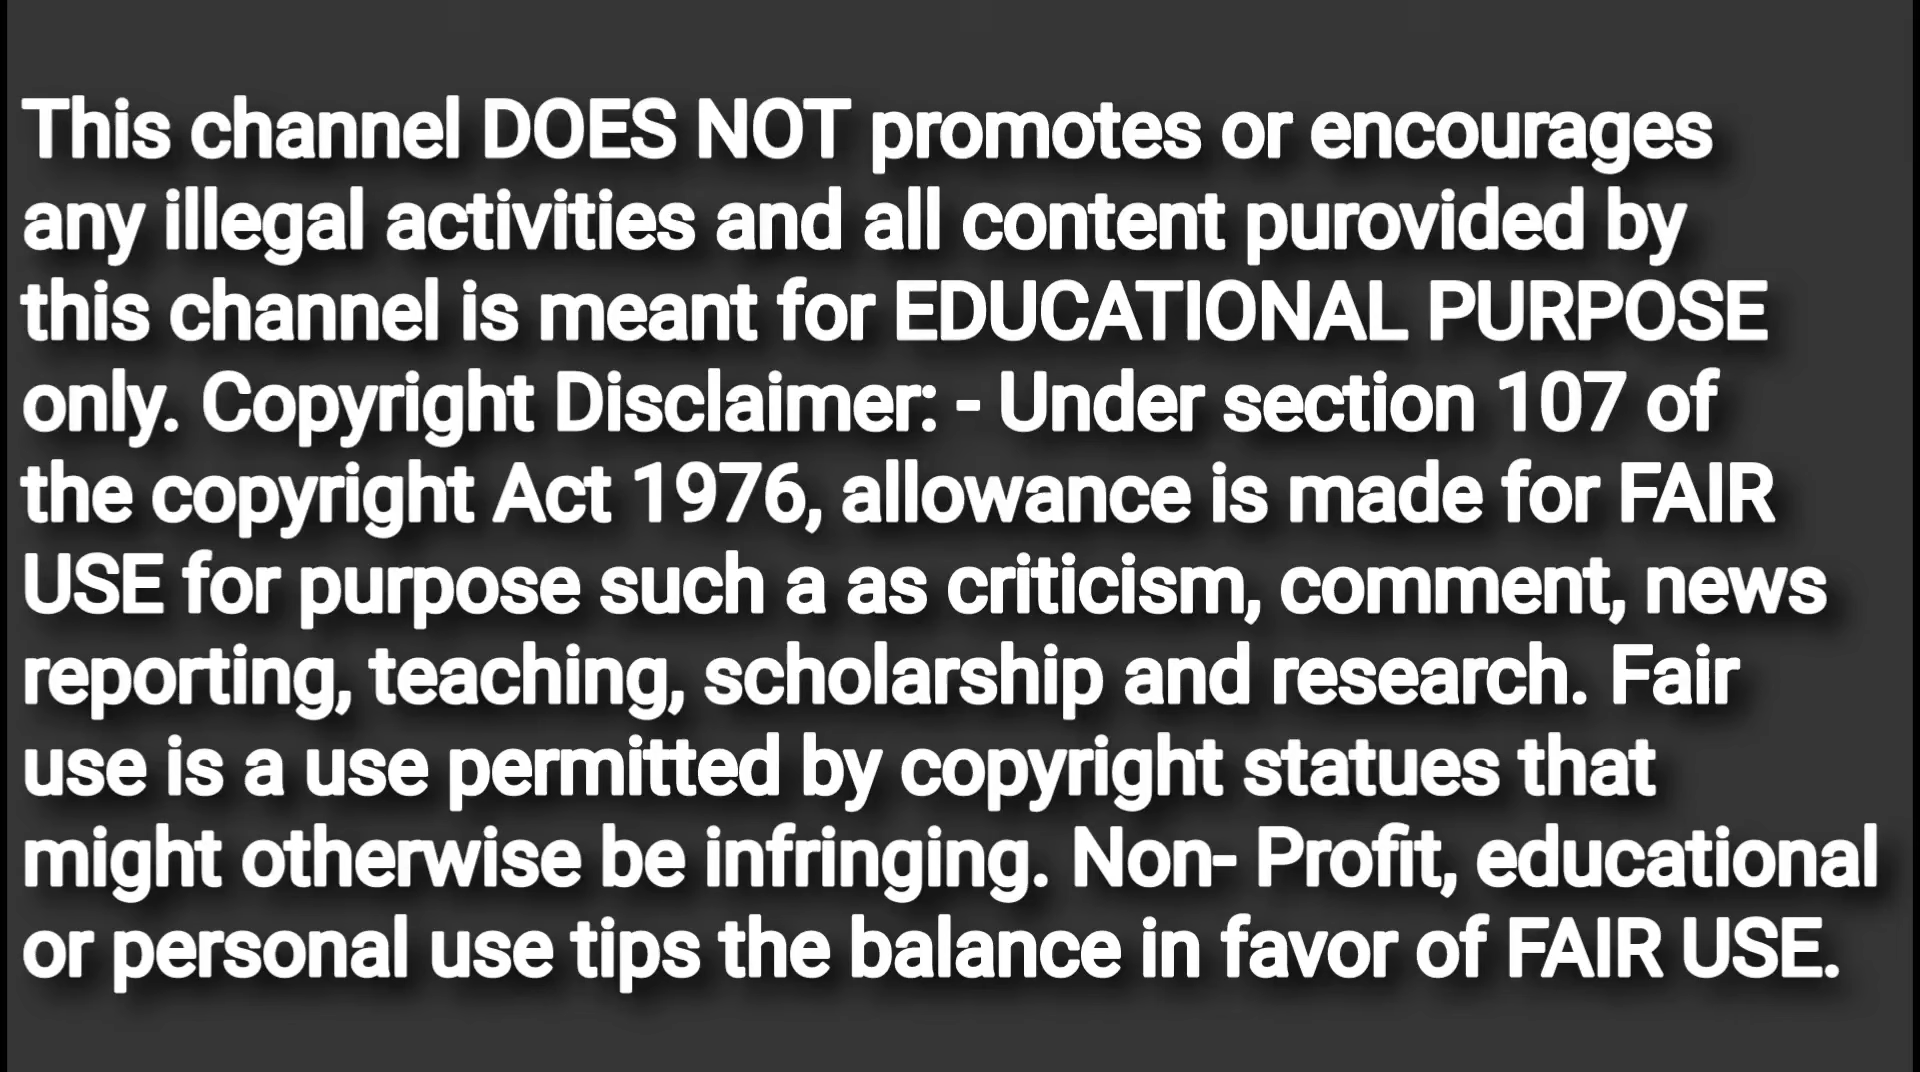 This channel DOES NOT promotes or encourages
any illegal activities and all content purovided by
this channel is meant for EDUCATIONAL PURPOSE
only. Copyright Disclaimer: - Under section 107 of
the copyright Act 1976, allowance is made for FAIR
USE for purpose such a as criticism, comment, news
reporting, teaching, scholarship and research. Fair
use is a use permitted by copyright statues that
might otherwise be infringing. Non- Profit, educational
or personal use tips the balance in favor of FAIR USE.